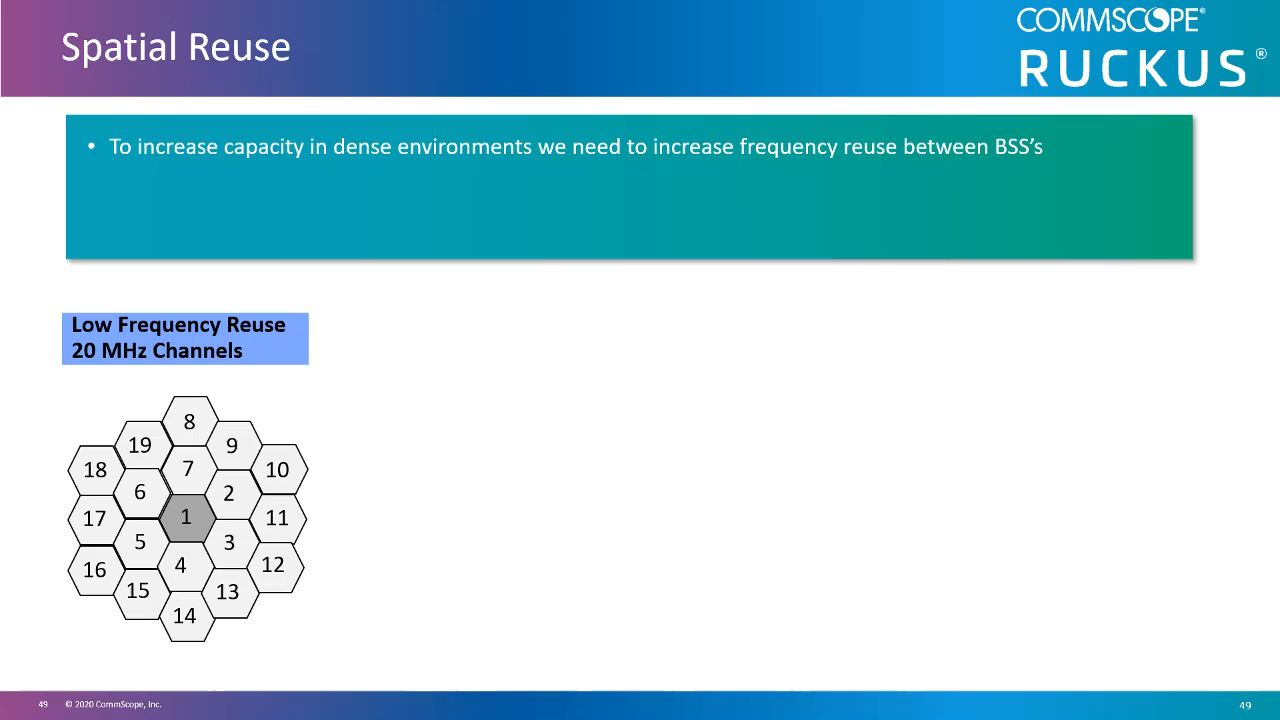 Spatial Reuse
COMMSCOPE®
RUCKUS®
• To increase capacity in dense environments we need to increase frequency reuse between BSS’s
Low Frequency Reuse
20 MHz Channels
8
19
9
18
7
10
6
2
17
1
11
5
3
16
4
12
15
13
14
49 © 2020 CommScope, Inc.
49